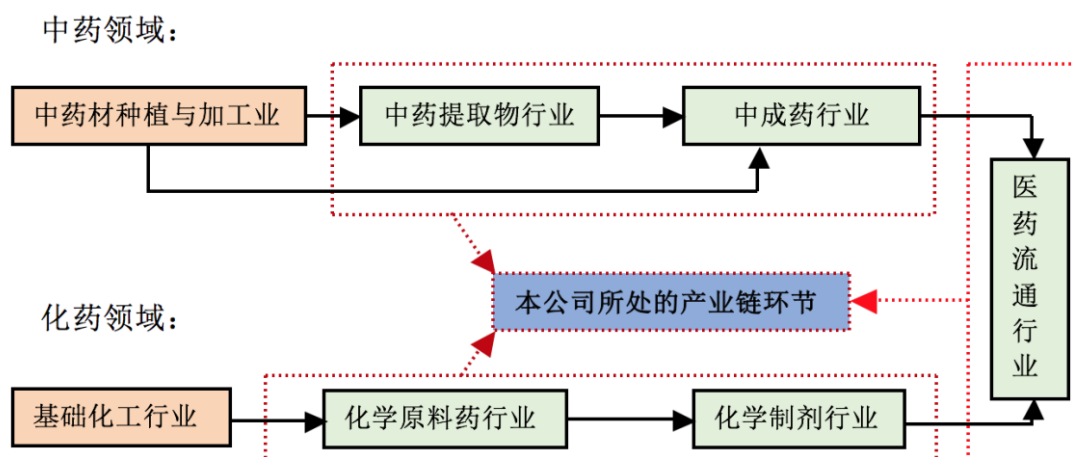 中药领域：
中药材种植与加工业
中药提取物行业
中成药行业
医药流通行业
本公司所处的产业链环节
化药领域：
基础化工行业
化学原料药行业
化学制剂行业